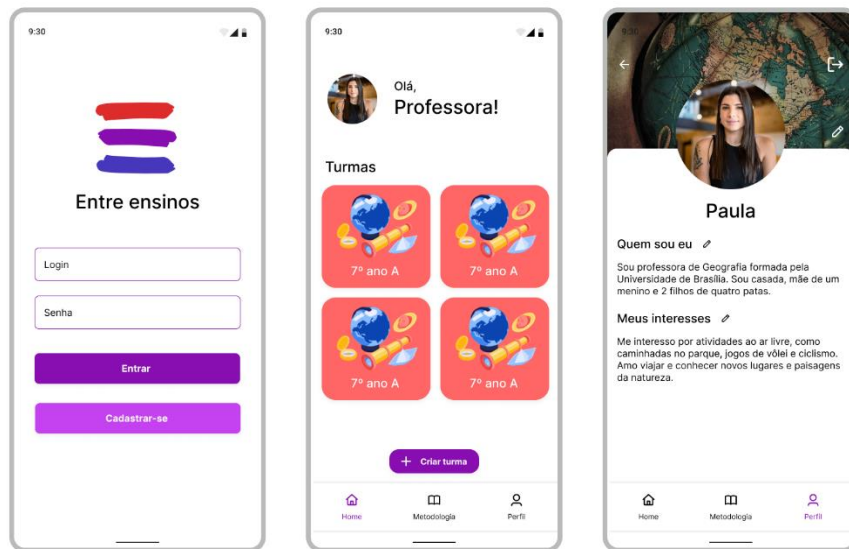 9:30
Entre ensinos
Login
Senha
Entrar
Cadastrar-se
9:30
Olá,
Professora!
Turmas
7º ano A
7º ano A
7º ano A
7º ano A
+ Criar turma
Home
Metodologia
Perfil
9:30
Paula
Quem sou eu
Sou professora de Geografia formada pela
Universidade de Brasília. Sou casada, mãe de um
menino e 2 filhos de quatro patas.
Meus interesses
Me interesso por atividades ao ar livre, como
caminhadas no parque, jogos de vôlei e ciclismo.
Amo viajar e conhecer novos lugares e paisagens
da natureza.
Home
Metodologia
Perfil